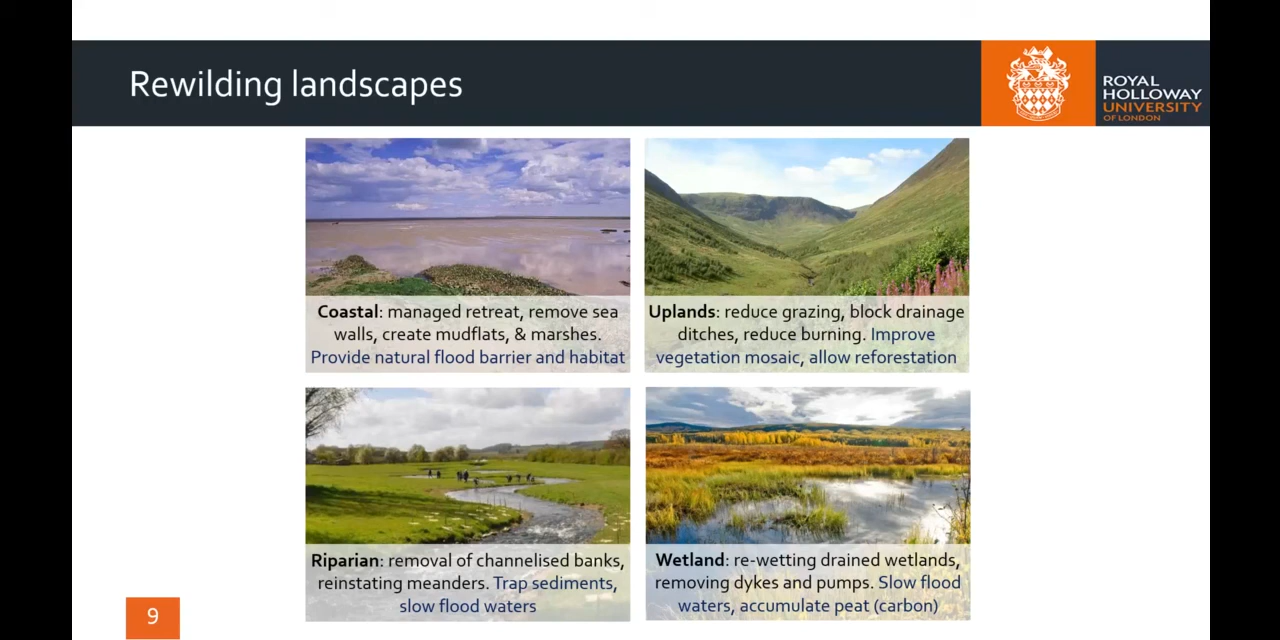 Rewilding landscapes
ROYAL
HOLLOWAY
UNIVERSITY
OF LONDON
Coastal: managed retreat, remove sea
walls, create mudflats, & marshes.
Provide natural flood barrier and habitat
Uplands: reduce grazing, block drainage
ditches, reduce burning. Improve
vegetation mosaic, allow reforestation
Riparian: removal of channelised banks,
reinstating meanders. Trap sediments,
slow flood waters
Wetland: re-wetting drained wetlands,
removing dykes and pumps. Slow flood
waters, accumulate peat (carbon)
9